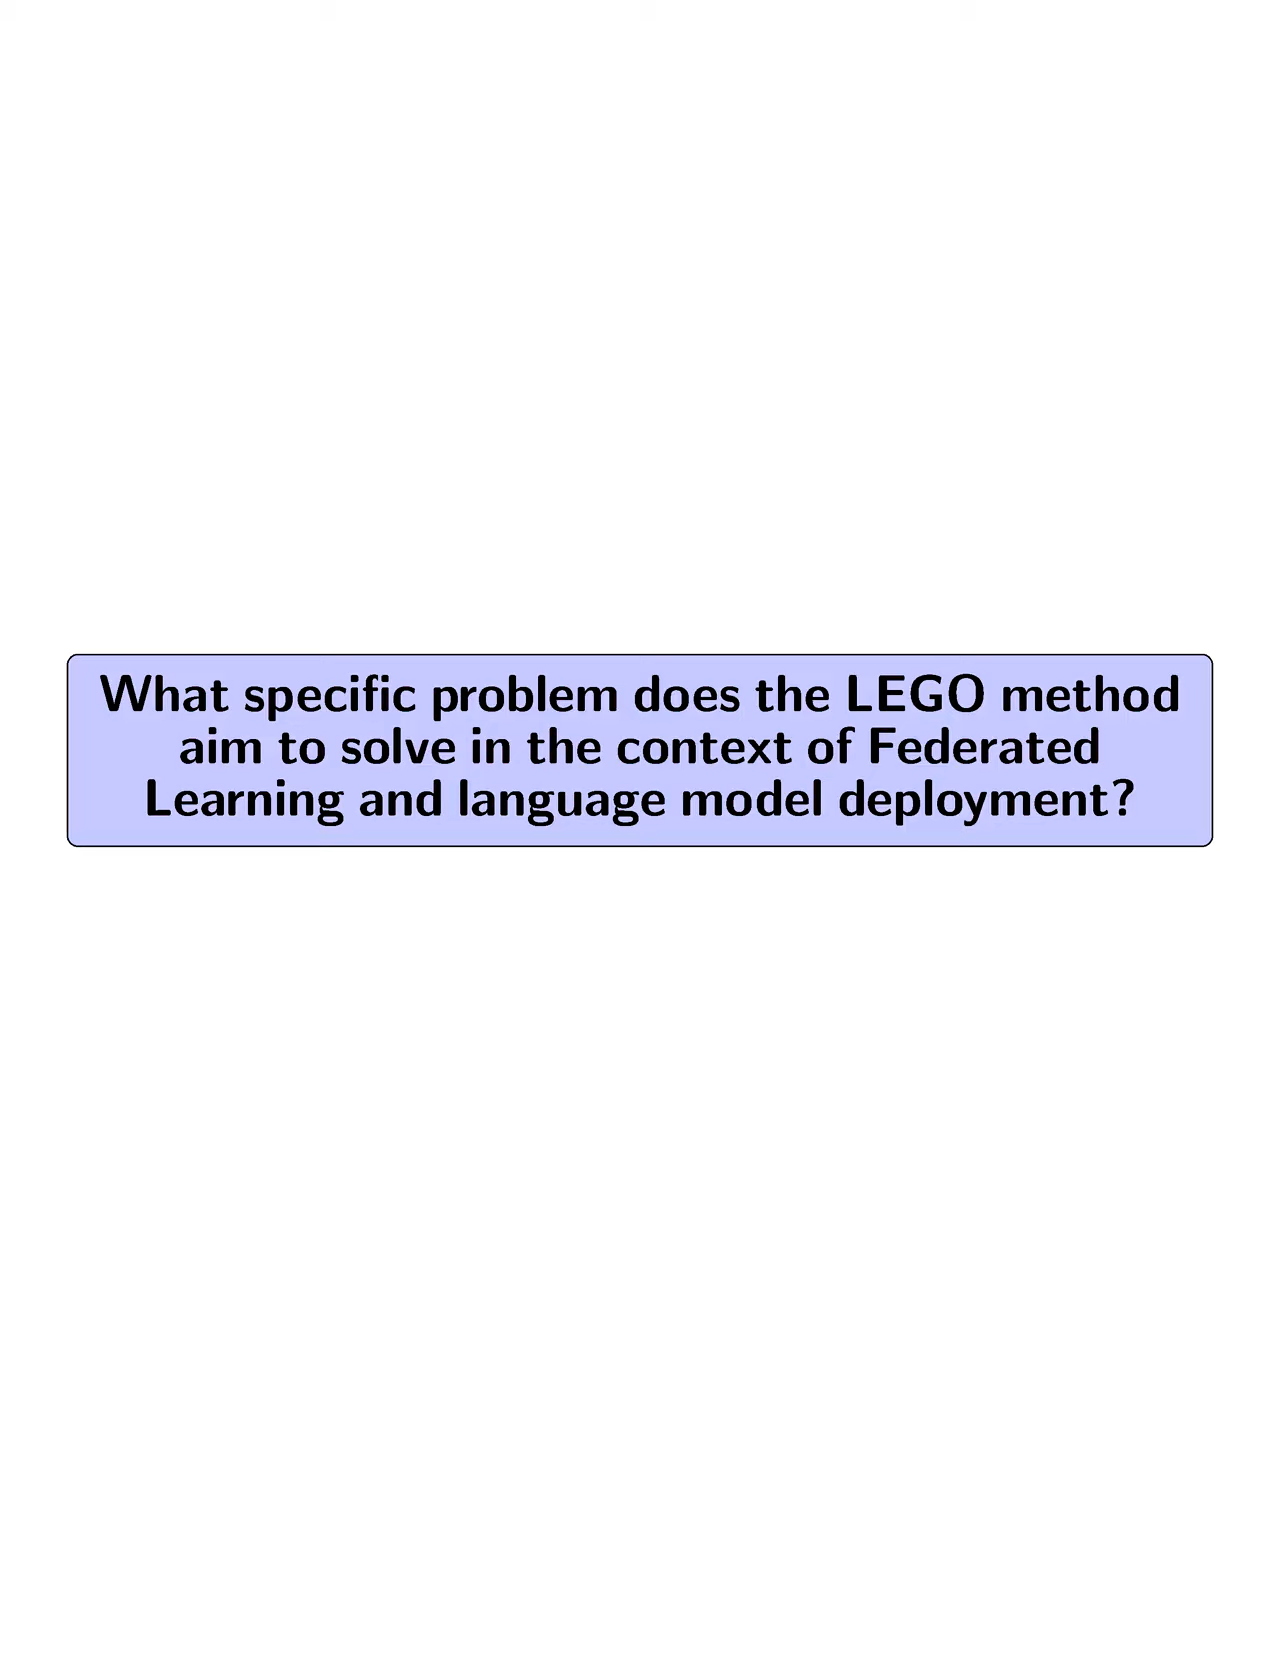 What specific problem does the LEGO method
aim to solve in the context of Federated
Learning and language model deployment?